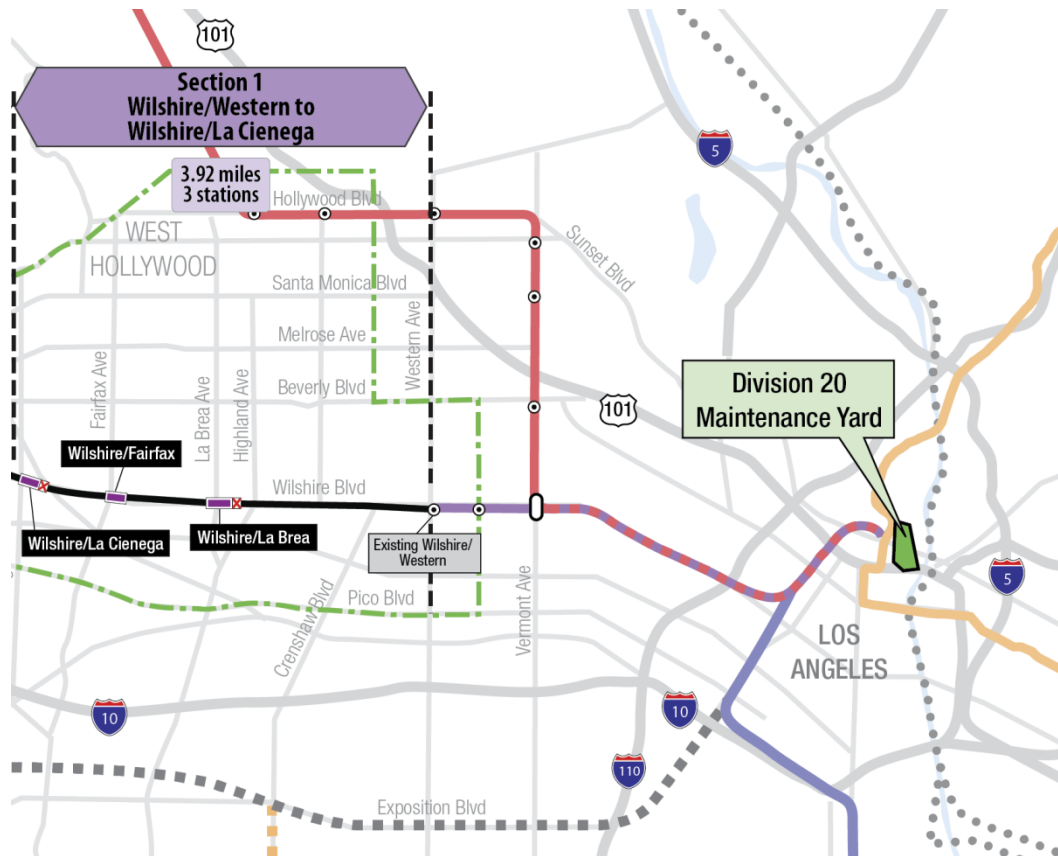 101
Section 1
Wilshire/Western to
Wilshire/La Cienega
3.92 miles
3 stations
Hollywood Blvd
WEST
HOLLYWOOD
Sunset Blvd
5
Santa Monica Blvd
Melrose Ave
Western Ave
Fairfax Ave
La Brea Ave
Highland Ave
Beverly Blvd
101
Division 20
Maintenance Yard
Wilshire/Fairfax
Wilshire Blvd
Wilshire/La Cienega
Wilshire/La Brea
Existing Wilshire/
Western
5
Pico Blvd
Crenshaw Blvd
Vermont Ave
LOS
ANGELES
10
10
110
Exposition Blvd